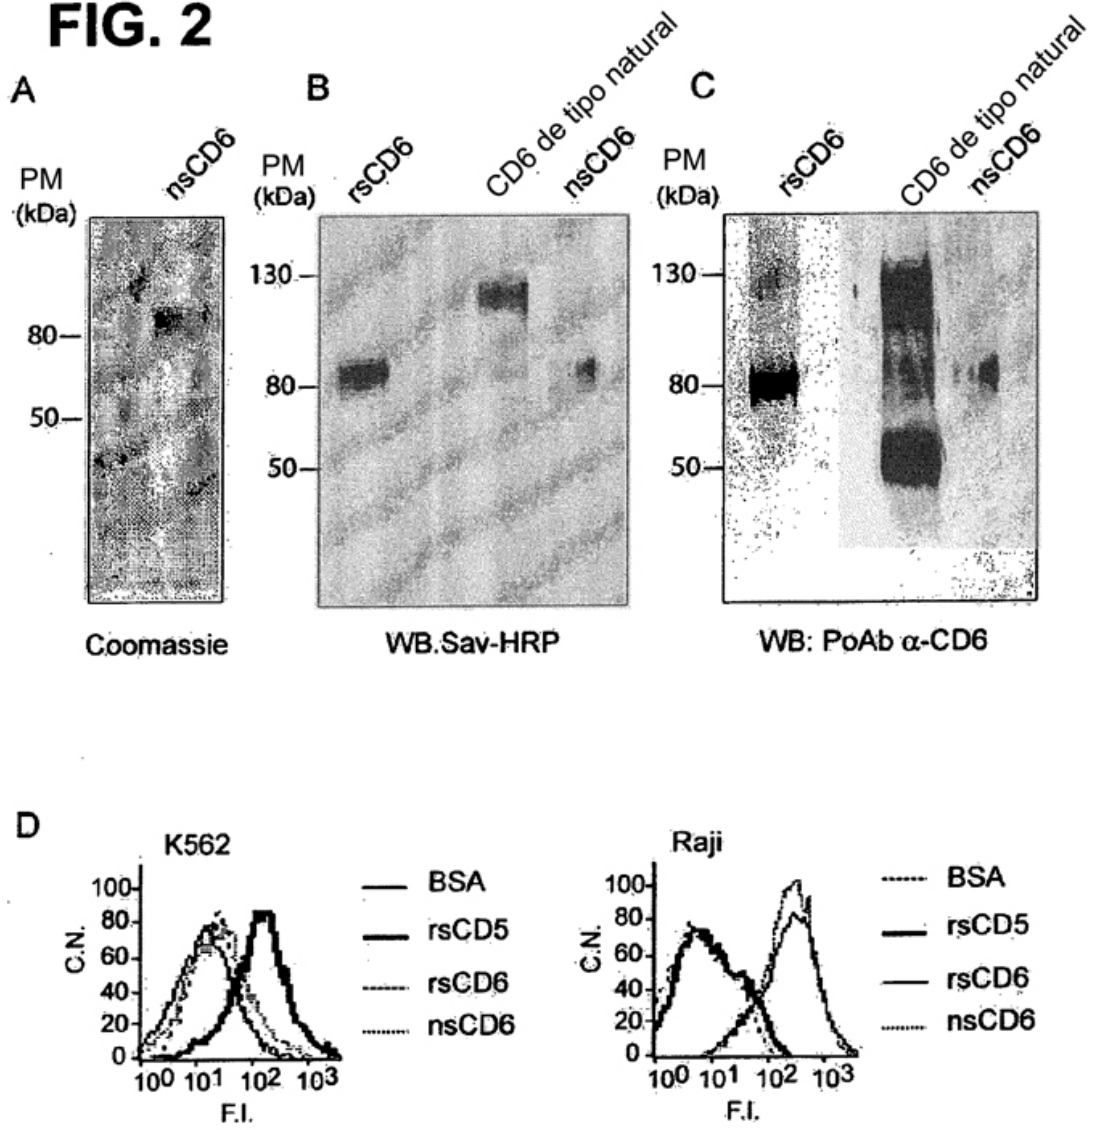 FIG. 2
A
PM
(kDa)
nsCD6
80
50
Coomassie
B
PM
(kDa)
rsCD6
CD6 de tipo natural
nsCD6
130
80
50
WB.Sav-HRP
C
PM
(kDa)
rsCD6
CD6 de tipo natural
nsCD6
130
80
50
WB: PoAb α-CD6
D
K562
C.N.
100
80
60
40
20
0
10⁰ 10¹ 10² 10³
F.I.
BSA
rsCD5
rsCD6
nsCD6
Raji
C.N.
100
80
60
40
20
0
10⁰ 10¹ 10² 10³
F.I.
BSA
rsCD5
rsCD6
nsCD6